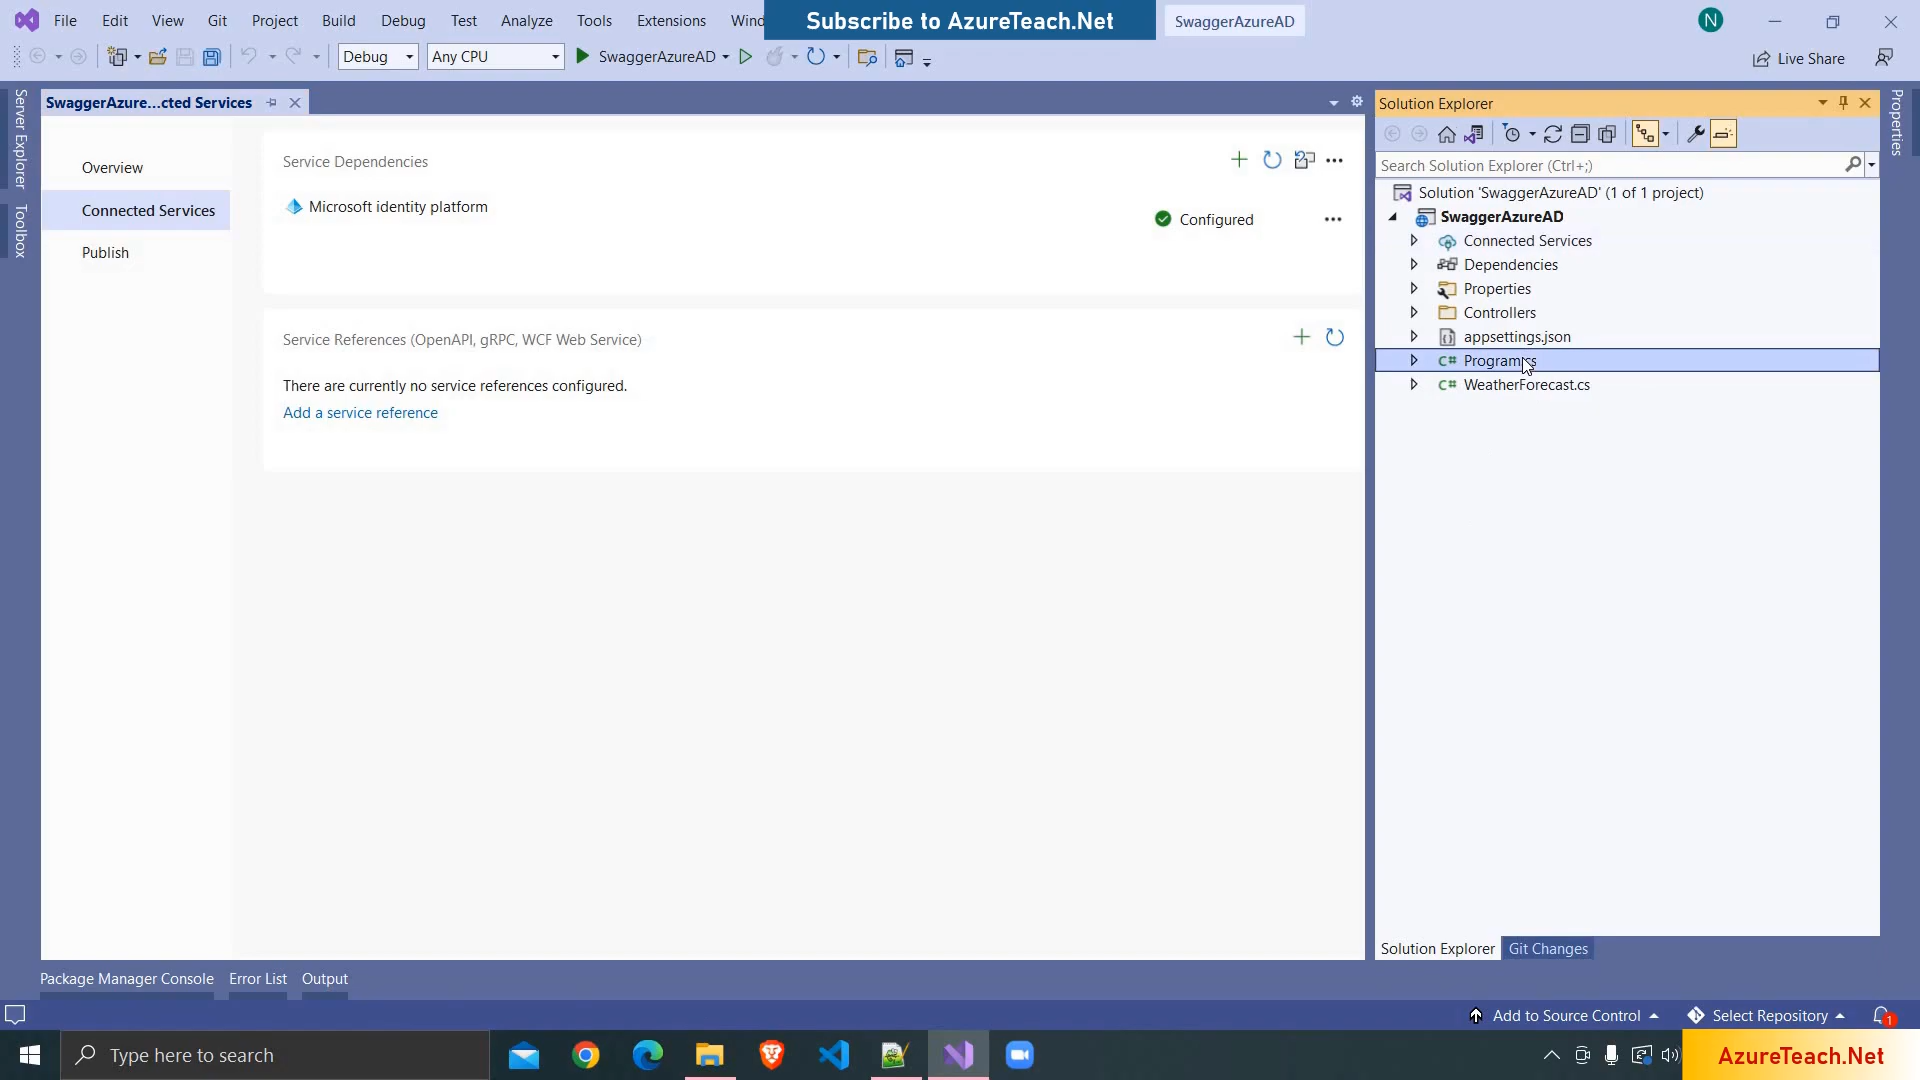 File Edit View Git Project Build Debug Test Analyze Tools Extensions Wind
Subscribe to AzureTeach.Net
SwaggerAzureAD
N
Debug
Any CPU
SwaggerAzureAD
Live Share
Server Explorer
Toolbox
SwaggerAzure...cted Services
Overview
Connected Services
Publish
Service Dependencies
Microsoft identity platform
Configured
Service References (OpenAPI, gRPC, WCF Web Service)
There are currently no service references configured.
Add a service reference
Solution Explorer
Search Solution Explorer (Ctrl+;)
Solution 'SwaggerAzureAD' (1 of 1 project)
SwaggerAzureAD
Connected Services
Dependencies
Properties
Controllers
appsettings.json
C# Program.cs
C# WeatherForecast.cs
Solution Explorer Git Changes
Properties
Package Manager Console Error List Output
Add to Source Control
Select Repository
1
Type here to search
AzureTeach.Net